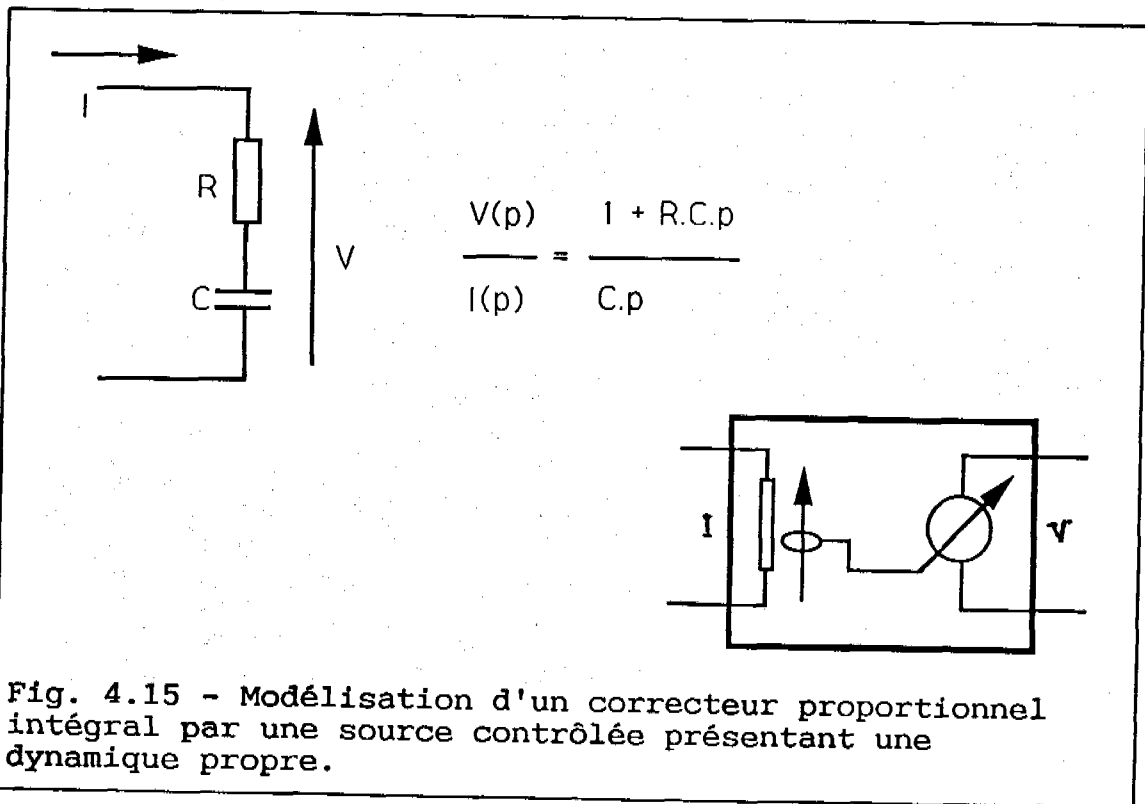 I
R
C
V
V(p) 1 + R.C.p
=
I(p) C.p
I
V
Fig. 4.15 - Modélisation d'un correcteur proportionnel
intégral par une source contrôlée présentant une
dynamique propre.